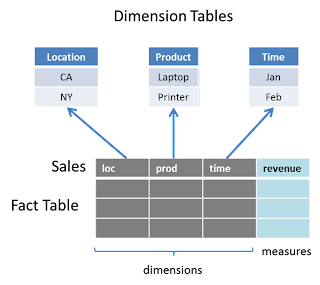 Dimension Tables
Location Product Time
CA Laptop Jan
NY Printer Feb
Sales loc prod time revenue
Fact Table
measures
dimensions